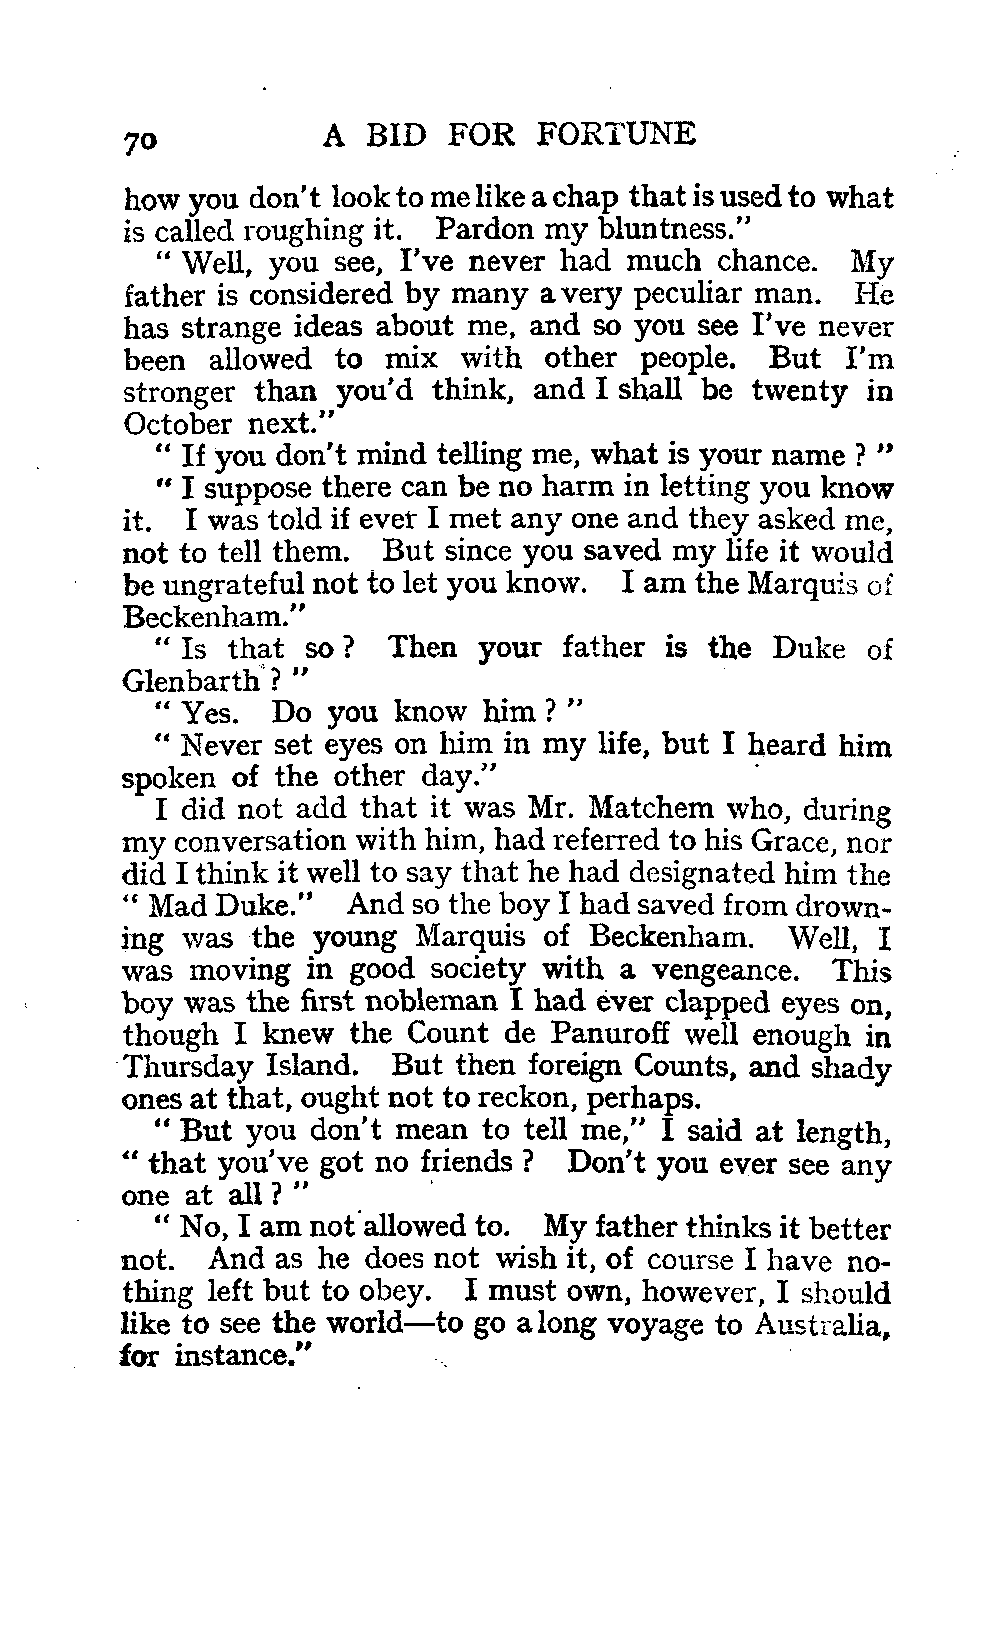 70 A BID FOR FORTUNE
how you don't look to me like a chap that is used to what
is called roughing it. Pardon my bluntness."
" Well, you see, I've never had much chance. My
father is considered by many a very peculiar man. He
has strange ideas about me, and so you see I've never
been allowed to mix with other people. But I'm
stronger than you'd think, and I shall be twenty in
October next."
" If you don't mind telling me, what is your name ? "
" I suppose there can be no harm in letting you know
it. I was told if ever I met any one and they asked me,
not to tell them. But since you saved my life it would
be ungrateful not to let you know. I am the Marquis of
Beckenham."
" Is that so ? Then your father is the Duke of
Glenbarth ? "
" Yes. Do you know him ? "
" Never set eyes on him in my life, but I heard him
spoken of the other day."
I did not add that it was Mr. Matchem who, during
my conversation with him, had referred to his Grace, nor
did I think it well to say that he had designated him the
" Mad Duke." And so the boy I had saved from drown-
ing was the young Marquis of Beckenham. Well, I
was moving in good society with a vengeance. This
boy was the first nobleman I had ever clapped eyes on,
though I knew the Count de Panuroff well enough in
Thursday Island. But then foreign Counts, and shady
ones at that, ought not to reckon, perhaps.
" But you don't mean to tell me," I said at length,
" that you've got no friends ? Don't you ever see any
one at all ? "
" No, I am not allowed to. My father thinks it better
not. And as he does not wish it, of course I have no-
thing left but to obey. I must own, however, I should
like to see the world—to go a long voyage to Australia,
for instance."